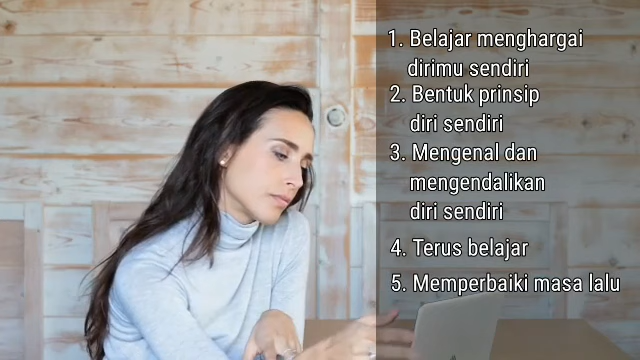 1. Belajar menghargai
dirimu sendiri
2. Bentuk prinsip
diri sendiri
3. Mengenal dan
mengendalikan
diri sendiri
4. Terus belajar
5. Memperbaiki masa lalu